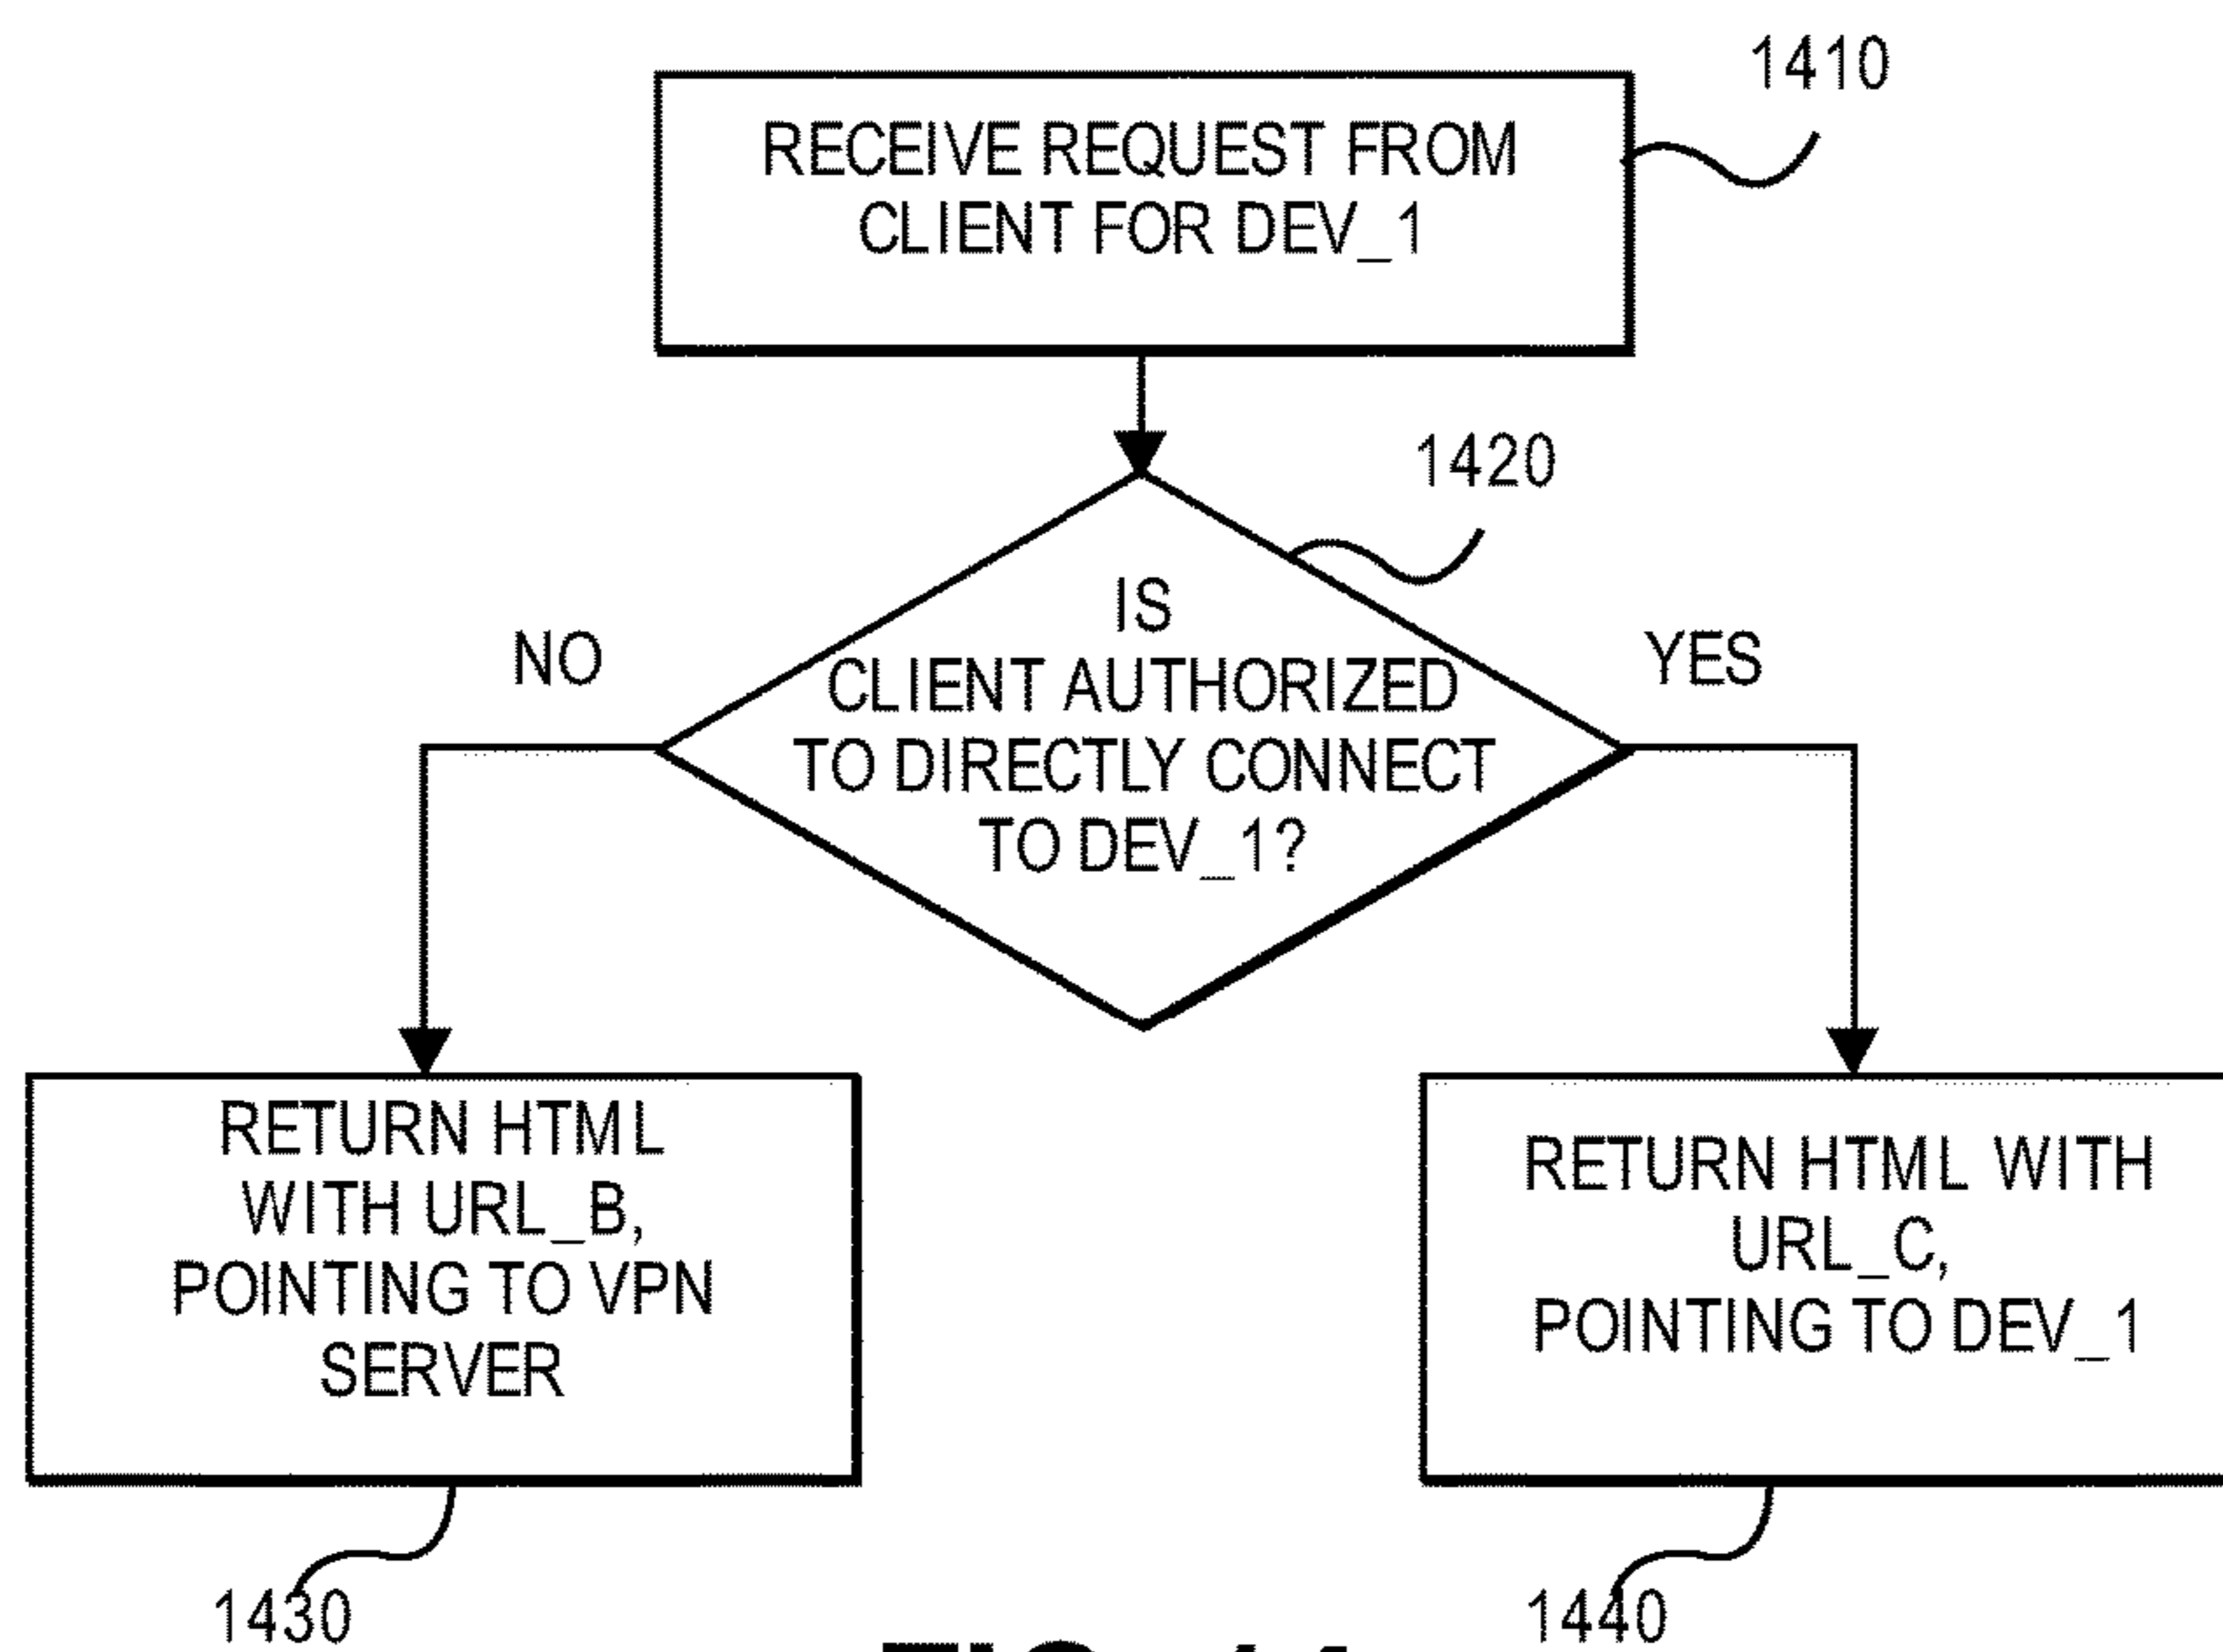 1410
RECEIVE REQUEST FROM
CLIENT FOR DEV_1
1420
IS
CLIENT AUTHORIZED
TO DIRECTLY CONNECT
TO DEV_1?
NO
YES
RETURN HTML
WITH URL_B,
POINTING TO VPN
SERVER
RETURN HTML WITH
URL_C,
POINTING TO DEV_1
1430
1440